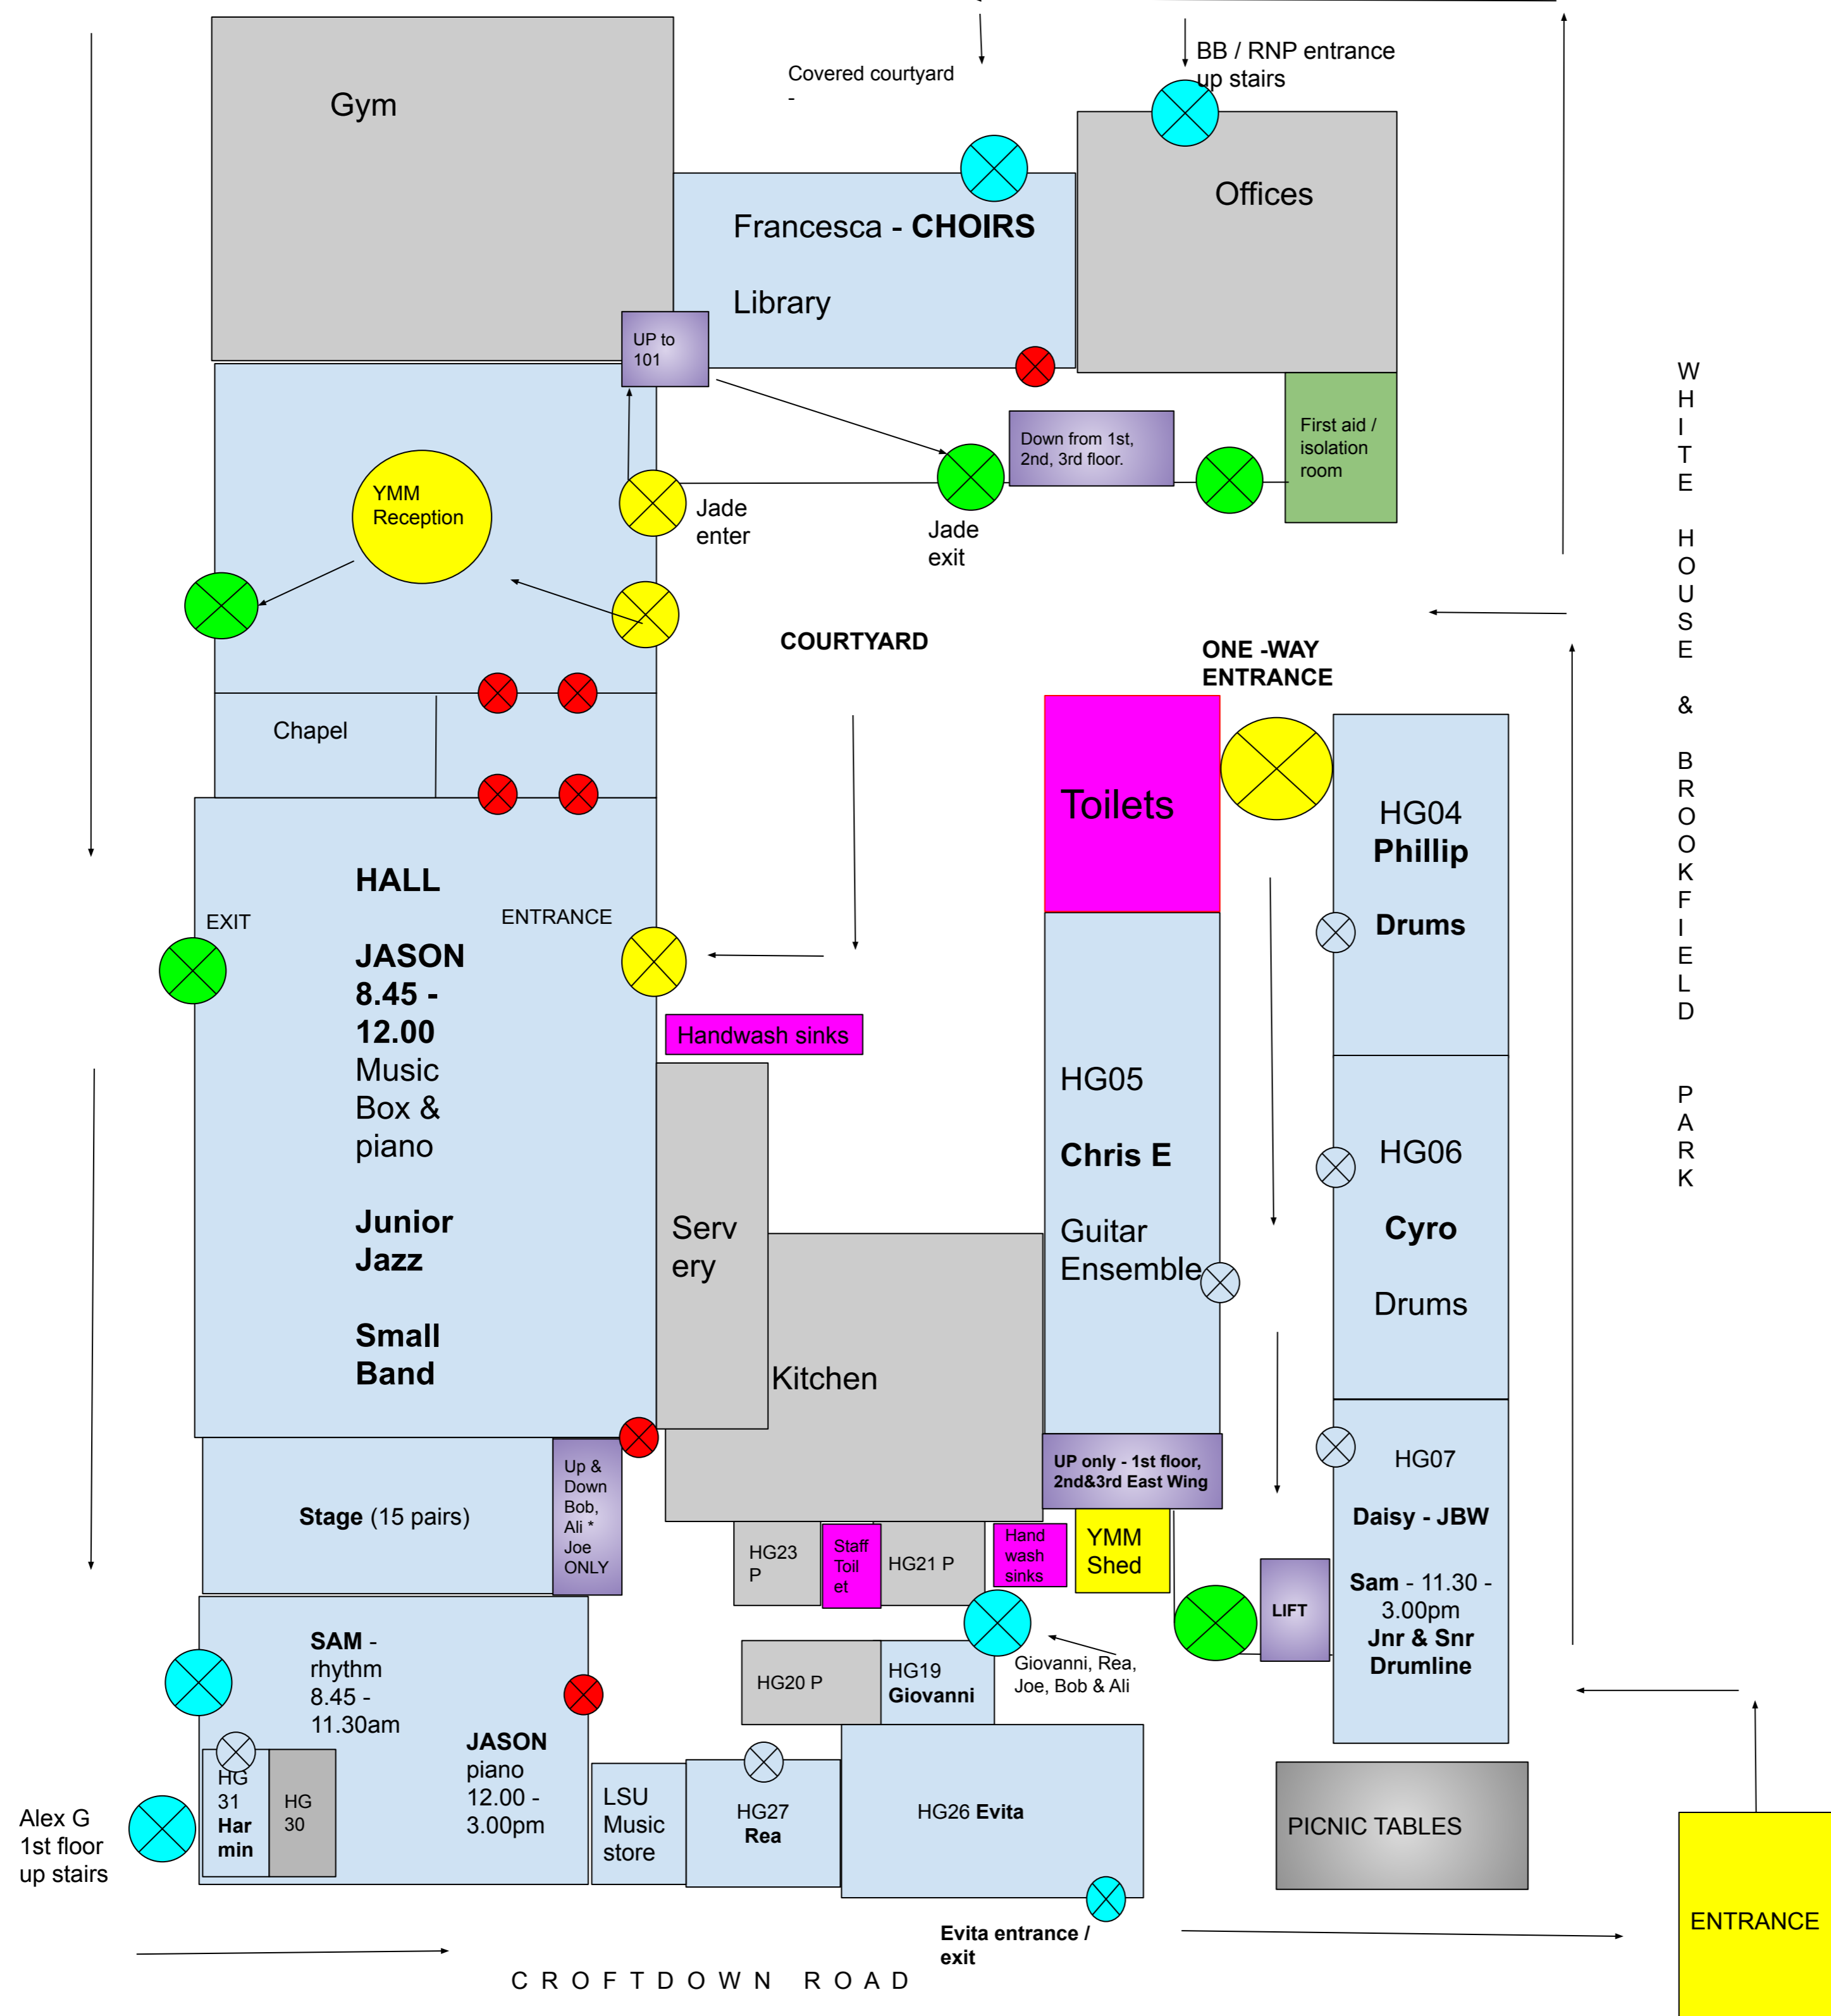 BB / RNP entrance
up stairs
Covered courtyard
-
Gym
Offices
Francesca - CHOIRS
Library
UP to
101
Down from 1st,
2nd, 3rd floor.
First aid /
isolation
room
YMM
Reception
Jade
enter
Jade
exit
COURTYARD
ONE -WAY
ENTRANCE
WHITE HOUSE & BROOKFIELD PARK
Chapel
Toilets
HG04
Phillip
Drums
HALL
EXIT
ENTRANCE
JASON
8.45 -
12.00
Music
Box &
piano
Junior
Jazz
Small
Band
Handwash sinks
HG05
Chris E
Guitar
Ensemble
HG06
Cyro
Drums
Serv
ery
Kitchen
UP only - 1st floor,
2nd&3rd East Wing
HG07
Daisy - JBW
Sam - 11.30 -
3.00pm
Jnr & Snr
Drumline
Stage (15 pairs)
Up &
Down
Bob,
Ali *
Joe
ONLY
HG23
P
Staff
Toil
et
HG21 P
Hand
wash
sinks
YMM
Shed
LIFT
SAM -
rhythm
8.45 -
11.30am
JASON
piano
12.00 -
3.00pm
HG20 P
HG19
Giovanni
Giovanni, Rea,
Joe, Bob & Ali
HG
31
Har
min
HG
30
Alex G
1st floor
up stairs
LSU
Music
store
HG27
Rea
HG26 Evita
PICNIC TABLES
ENTRANCE
Evita entrance /
exit
CROFTDOWN ROAD